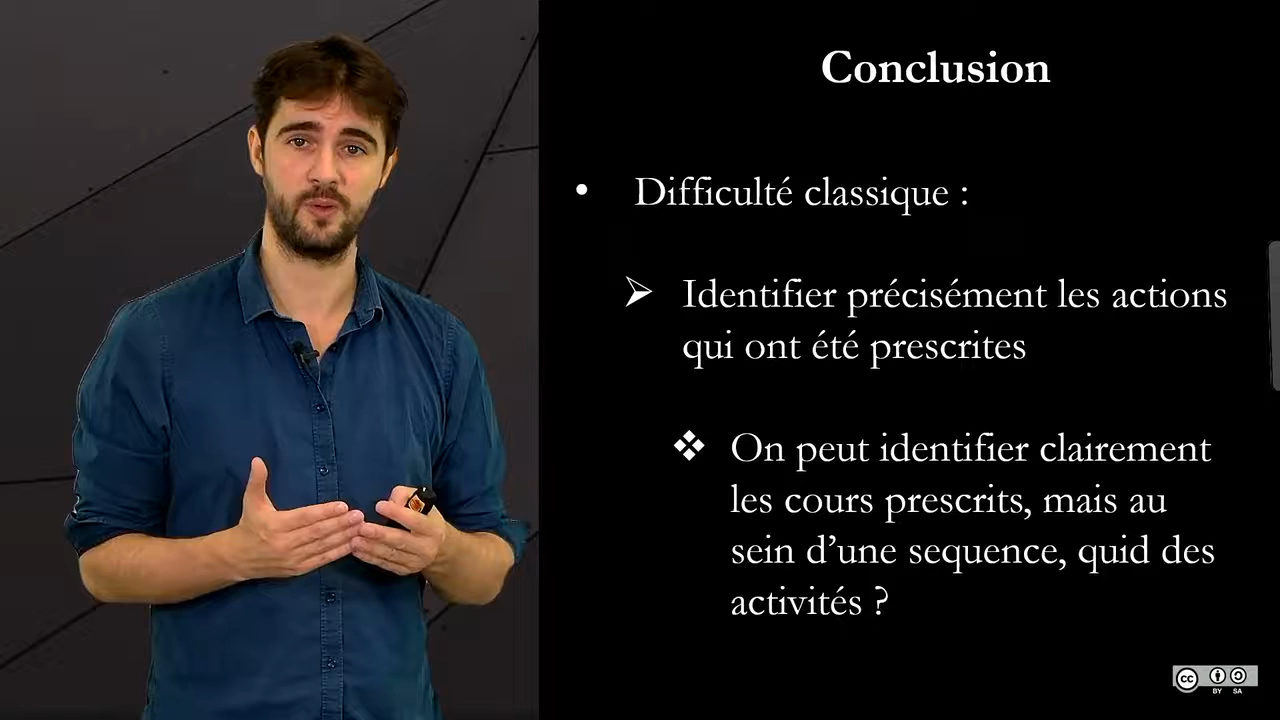 Conclusion
• Difficulté classique :
➢ Identifier précisément les actions
qui ont été prescrites
❖ On peut identifier clairement
les cours prescrits, mais au
sein d’une sequence, quid des
activités ?
cc
BY SA